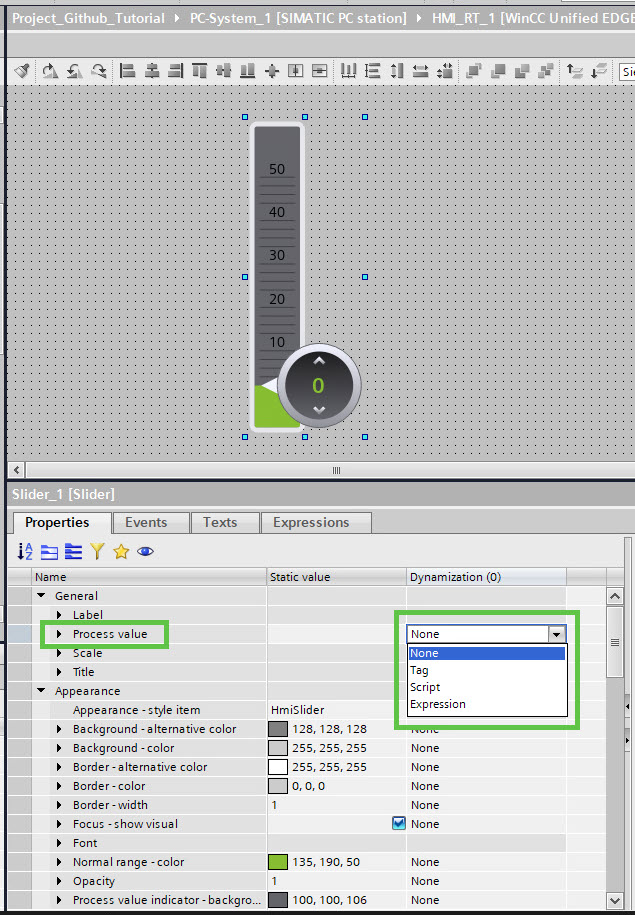 Project_Github_Tutorial PC-System_1 [SIMATIC PC station] HMI_RT_1 [WinCC Unified EDGE
Si
50
40
30
20
10
0
Slider_1 [Slider]
Properties Events Texts Expressions
Name Static value Dynamization (0)
General
Label
Process value None
Scale None
Title Tag
Script
Expression
Appearance
Appearance - style item HmiSlider
Background - alternative color 128, 128, 128 None
Background - color 255, 255, 255 None
Border - alternative color 255, 255, 255 None
Border - color 0, 0, 0 None
Border - width 1 None
Focus - show visual None
Font
Normal range - color 135, 190, 50 None
Opacity 1 None
Process value indicator - backgro... 100, 100, 106 None